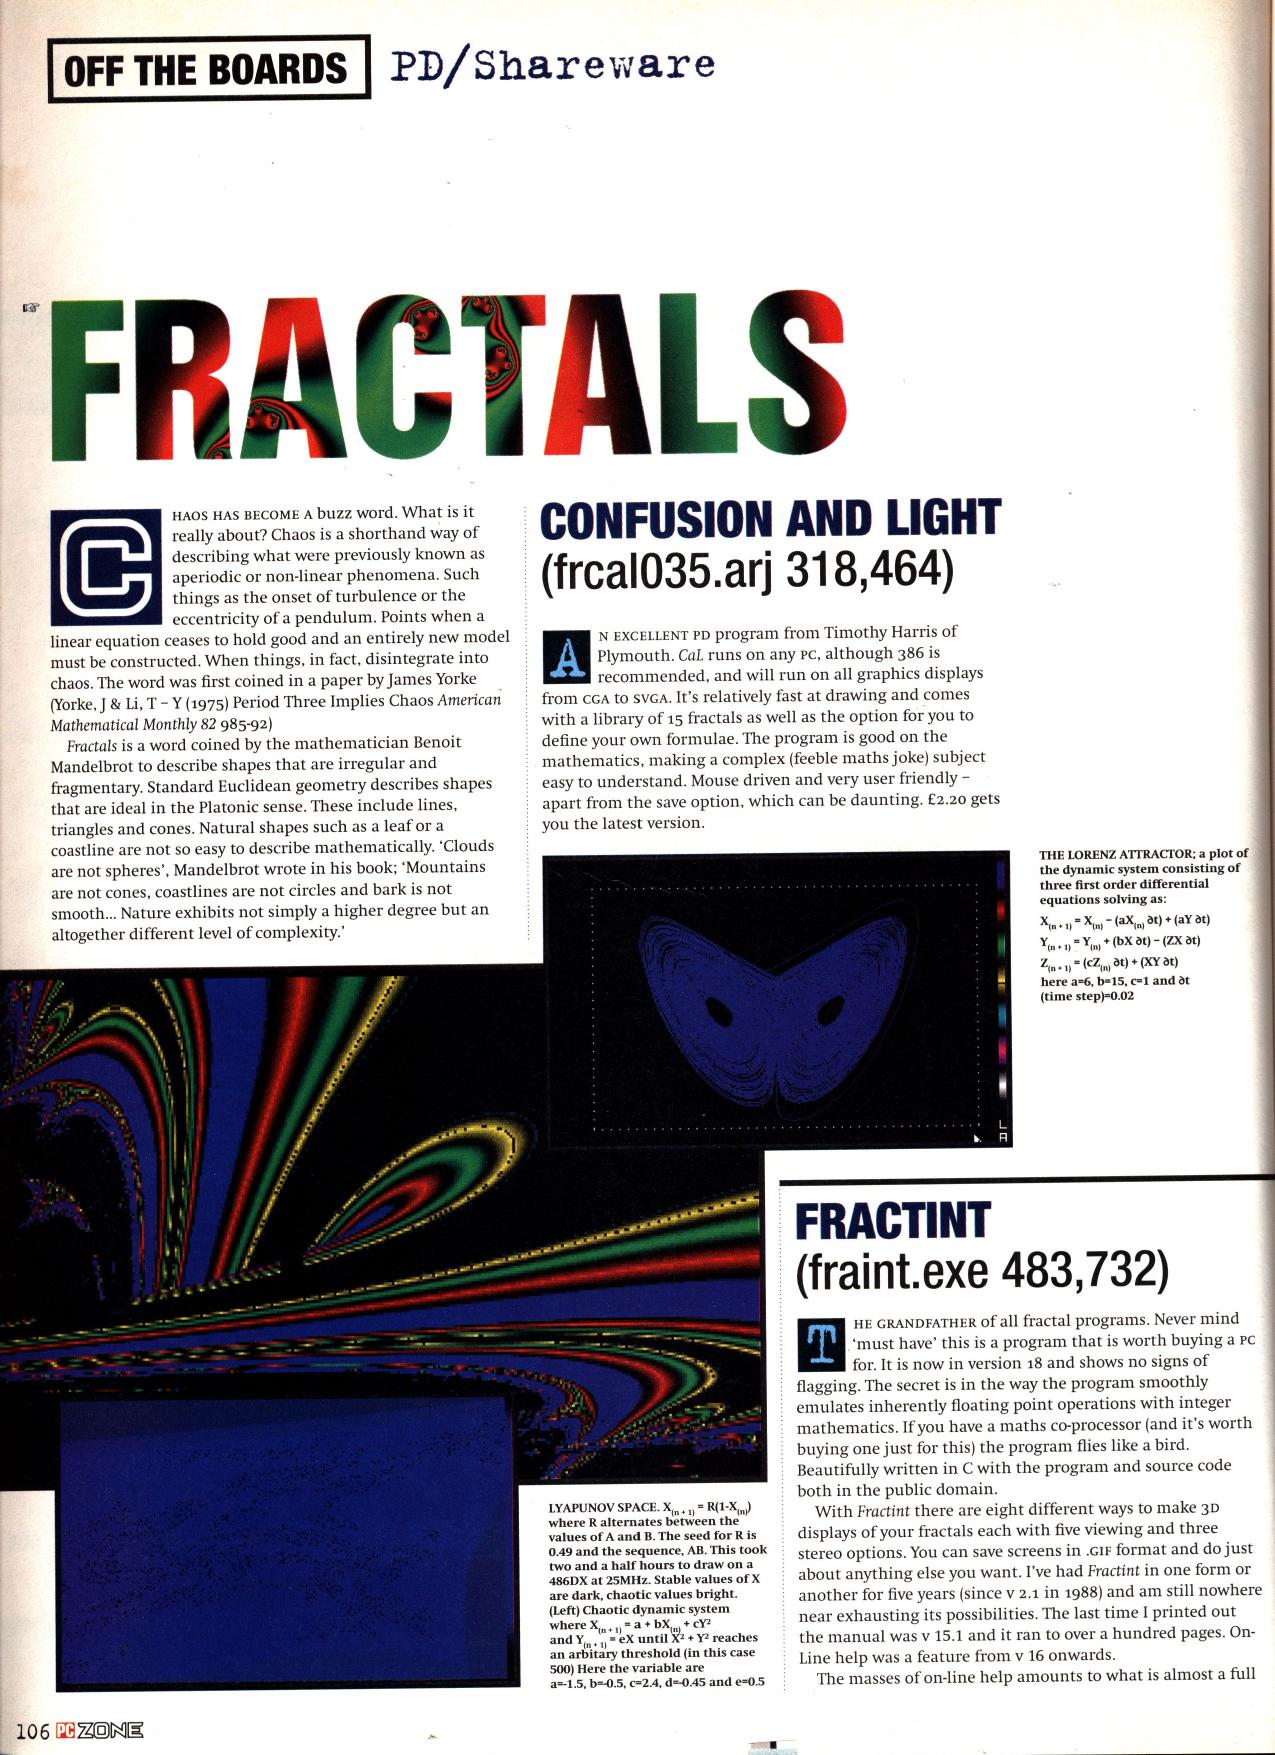 OFF THE BOARDS PD/Shareware
FRACTALS
CHAOS HAS BECOME A buzz word. What is it
really about? Chaos is a shorthand way of
describing what were previously known as
aperiodic or non-linear phenomena. Such
things as the onset of turbulence or the
eccentricity of a pendulum. Points when a
linear equation ceases to hold good and an entirely new model
must be constructed. When things, in fact, disintegrate into
chaos. The word was first coined in a paper by James Yorke
(Yorke, J & Li, T – Y (1975) Period Three Implies Chaos American
Mathematical Monthly 82 985-92)
Fractals is a word coined by the mathematician Benoit
Mandelbrot to describe shapes that are irregular and
fragmentary. Standard Euclidean geometry describes shapes
that are ideal in the Platonic sense. These include lines,
triangles and cones. Natural shapes such as a leaf or a
coastline are not so easy to describe mathematically. ‘Clouds
are not spheres’, Mandelbrot wrote in his book; ‘Mountains
are not cones, coastlines are not circles and bark is not
smooth... Nature exhibits not simply a higher degree but an
altogether different level of complexity.’
CONFUSION AND LIGHT
(frcal035.arj 318,464)
AN EXCELLENT PD program from Timothy Harris of
Plymouth. CaL runs on any PC, although 386 is
recommended, and will run on all graphics displays
from CGA to SVGA. It's relatively fast at drawing and comes
with a library of 15 fractals as well as the option for you to
define your own formulae. The program is good on the
mathematics, making a complex (feeble maths joke) subject
easy to understand. Mouse driven and very user friendly –
apart from the save option, which can be daunting. £2.20 gets
you the latest version.
THE LORENZ ATTRACTOR; a plot of
the dynamic system consisting of
three first order differential
equations solving as:
X(n + 1) = X(n) – (aX(n) ∂t) + (aY ∂t)
Y(n + 1) = Y(n) + (bX ∂t) – (ZX ∂t)
Z(n + 1) = (cZ(n) ∂t) + (XY ∂t)
here a=6, b=15, c=1 and ∂t
(time step)=0.02
L
A
FRACTINT
(fraint.exe 483,732)
THE GRANDFATHER of all fractal programs. Never mind
‘must have’ this is a program that is worth buying a PC
for. It is now in version 18 and shows no signs of
flagging. The secret is in the way the program smoothly
emulates inherently floating point operations with integer
mathematics. If you have a maths co-processor (and it's worth
buying one just for this) the program flies like a bird.
Beautifully written in C with the program and source code
both in the public domain.
With Fractint there are eight different ways to make 3D
displays of your fractals each with five viewing and three
stereo options. You can save screens in .GIF format and do just
about anything else you want. I've had Fractint in one form or
another for five years (since v 2.1 in 1988) and am still nowhere
near exhausting its possibilities. The last time I printed out
the manual was v 15.1 and it ran to over a hundred pages. On-
Line help was a feature from v 16 onwards.
The masses of on-line help amounts to what is almost a full
LYAPUNOV SPACE. X(n + 1) = R(1-X(n))
where R alternates between the
values of A and B. The seed for R is
0.49 and the sequence, AB. This took
two and a half hours to draw on a
486DX at 25MHz. Stable values of X
are dark, chaotic values bright.
(Left) Chaotic dynamic system
where X(n + 1) = a + bX(n) + cY²
and Y(n + 1) = eX until X² + Y² reaches
an arbitary threshold (in this case
500) Here the variable are
a=-1.5, b=-0.5, c=2.4, d=-0.45 and e=0.5
106 PC ZONE